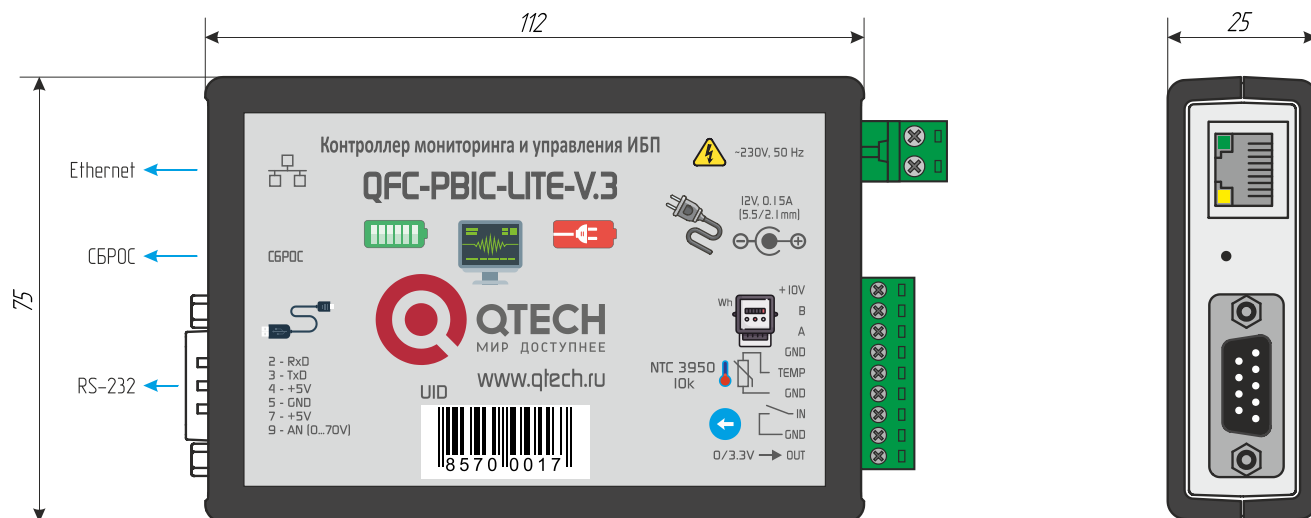 112
25
75
Ethernet
СБРОС
RS-232
Контроллер мониторинга и управления ИБП
QFC-PBIC-LITE-V.3
~230V, 50 Hz
12V, 0.15A
(5.5/2.1mm)
СБРОС
QTECH
МИР ДОСТУПНЕЕ
www.qtech.ru
2 - RxD
3 - TxD
4 - +5V
5 - GND
7 - +5V
9 - AN (0...70V)
UID
8570 0017
Wh
+10V
B
A
GND
NTC 3950
10k
TEMP
GND
IN
GND
0/3.3V
OUT